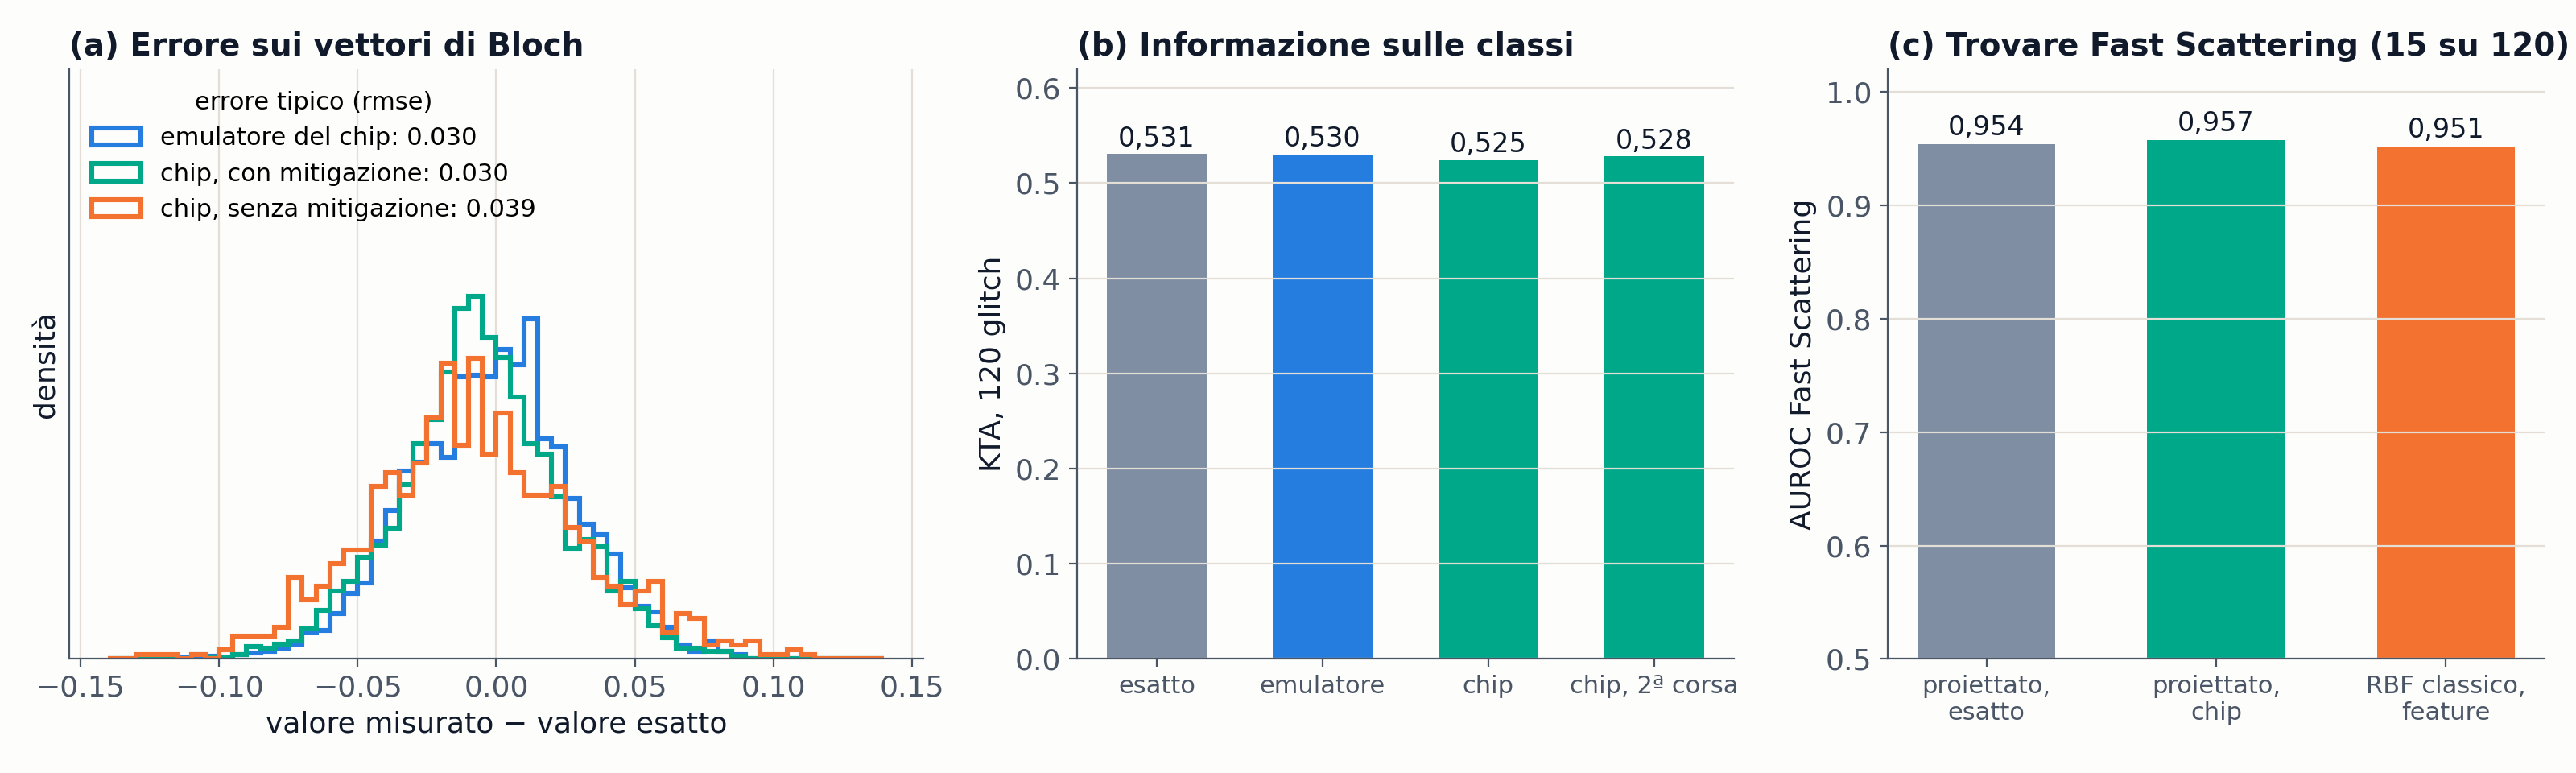 (a) Errore sui vettori di Bloch
errore tipico (rmse)
emulatore del chip: 0.030
chip, con mitigazione: 0.030
chip, senza mitigazione: 0.039
densità
−0.15
−0.10
−0.05
0.00
0.05
0.10
0.15
valore misurato − valore esatto
(b) Informazione sulle classi
KTA, 120 glitch
0.6
0.5
0.4
0.3
0.2
0.1
0.0
0,531
0,530
0,525
0,528
esatto
emulatore
chip
chip, 2ª corsa
(c) Trovare Fast Scattering (15 su 120)
AUROC Fast Scattering
1.0
0.9
0.8
0.7
0.6
0.5
0,954
0,957
0,951
proiettato,
esatto
proiettato,
chip
RBF classico,
feature